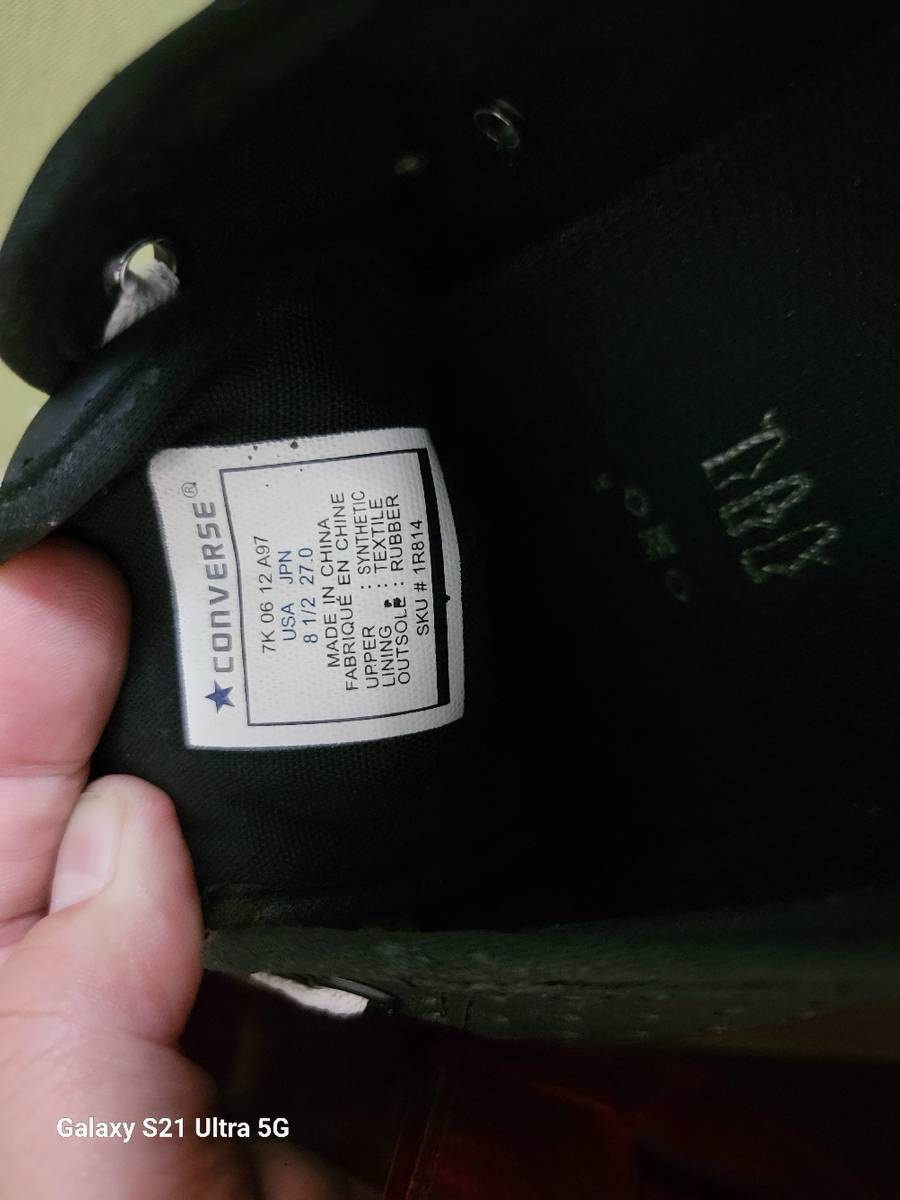 CONVERSE®
7K 06 12 A97
USA JPN
8 1/2 27.0
MADE IN CHINA
FABRIQUÉ EN CHINE
UPPER : SYNTHETIC
LINING : TEXTILE
OUTSOLE : RUBBER
SKU # 1R814
Galaxy S21 Ultra 5G